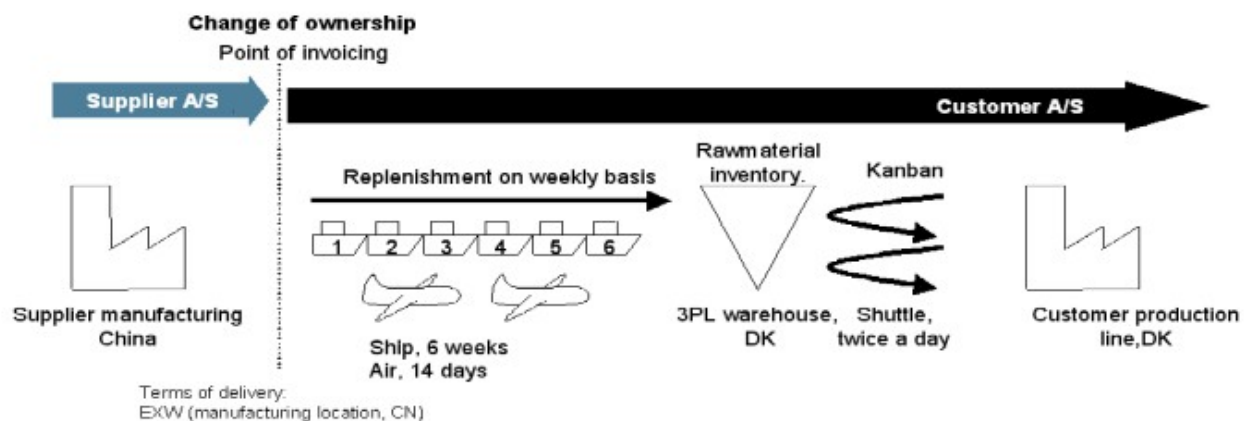 Change of ownership
Point of invoicing
Supplier A/S
Customer A/S
Replenishment on weekly basis
1 2 3 4 5 6
Ship, 6 weeks
Air, 14 days
Rawmaterial
inventory.
Kanban
Supplier manufacturing
China
3PL warehouse,
DK
Shuttle,
twice a day
Customer production
line,DK
Terms of delivery:
EXW (manufacturing location, CN)